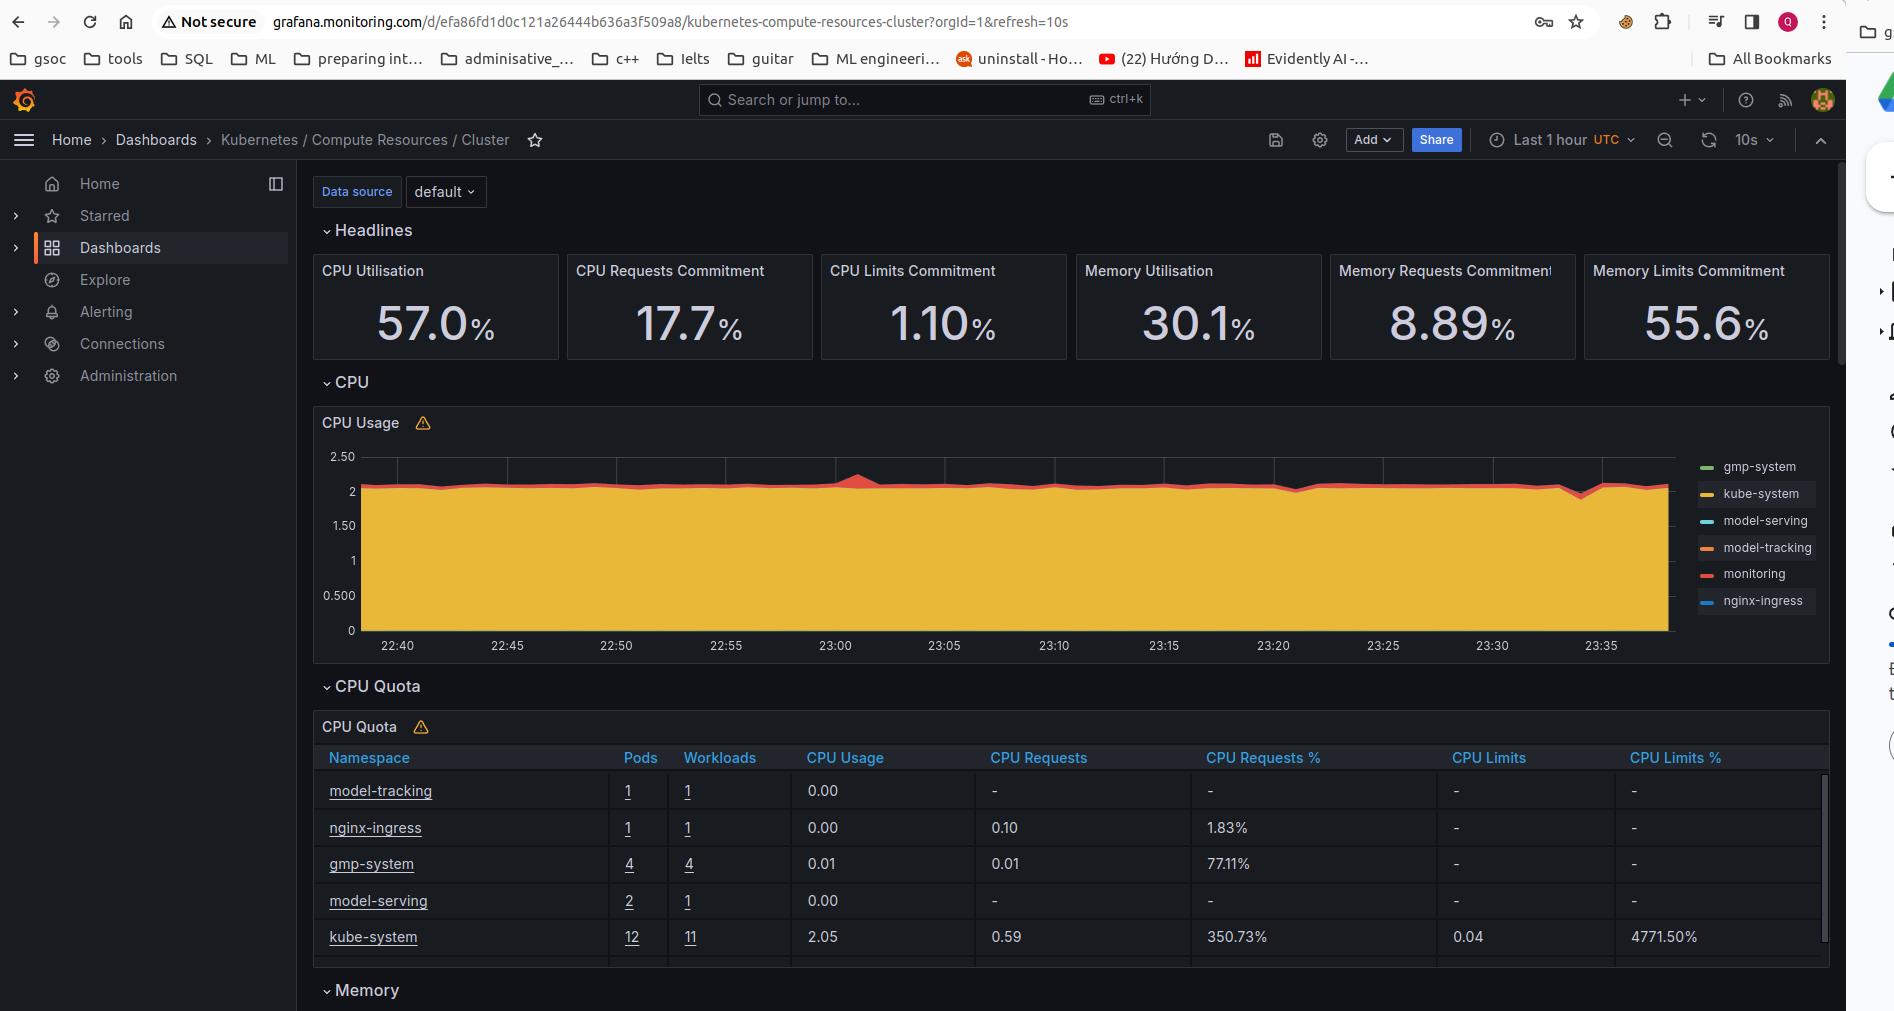 Not secure grafana.monitoring.com/d/efa86fd1d0c121a26444b636a3f509a8/kubernetes-compute-resources-cluster?orgId=1&refresh=10s
gsoc tools SQL ML preparing int... adminisative_... c++ Ielts guitar ML engineeri... uninstall - Ho... (22) Hướng D... Evidently AI -... All Bookmarks
Search or jump to... ctrl+k
Home › Dashboards › Kubernetes / Compute Resources / Cluster Add Share Last 1 hour UTC 10s
Home
Starred
Dashboards
Explore
Alerting
Connections
Administration
Data source default
Headlines
CPU Utilisation CPU Requests Commitment CPU Limits Commitment Memory Utilisation Memory Requests Commitment Memory Limits Commitment
57.0% 17.7% 1.10% 30.1% 8.89% 55.6%
CPU
CPU Usage
2.50
2
1.50
1
0.500
0
22:40 22:45 22:50 22:55 23:00 23:05 23:10 23:15 23:20 23:25 23:30 23:35
gmp-system
kube-system
model-serving
model-tracking
monitoring
nginx-ingress
CPU Quota
CPU Quota
Namespace Pods Workloads CPU Usage CPU Requests CPU Requests % CPU Limits CPU Limits %
model-tracking 1 1 0.00 - - - -
nginx-ingress 1 1 0.00 0.10 1.83% - -
gmp-system 4 4 0.01 0.01 77.11% - -
model-serving 2 1 0.00 - - - -
kube-system 12 11 2.05 0.59 350.73% 0.04 4771.50%
Memory